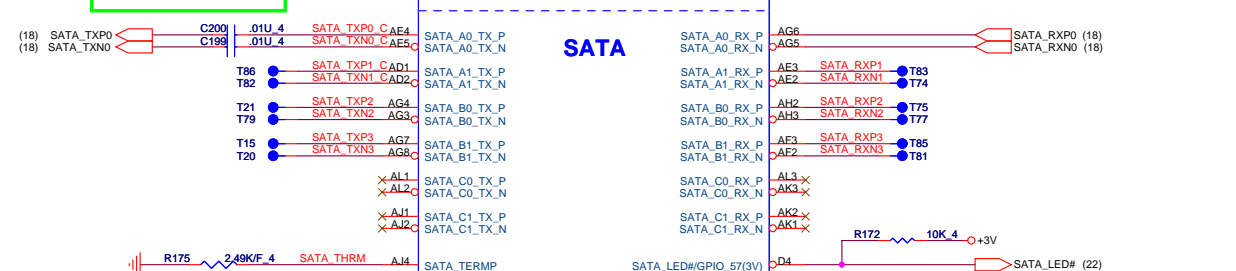 (18) SATA_TXP0 C200 .01U_4 SATA_TXP0_C AE4 SATA_A0_TX_P SATA_A0_RX_P AG6 SATA_RXP0 (18)
(18) SATA_TXN0 C199 .01U_4 SATA_TXN0_C AE5 SATA_A0_TX_N SATA SATA_A0_RX_N AG5 SATA_RXN0 (18)
T86 SATA_TXP1_C AD1 SATA_A1_TX_P SATA_A1_RX_P AE3 SATA_RXP1 T83
T82 SATA_TXN1_C AD2 SATA_A1_TX_N SATA_A1_RX_N AE2 SATA_RXN1 T74
T21 SATA_TXP2 AG4 SATA_B0_TX_P SATA_B0_RX_P AH2 SATA_RXP2 T75
T79 SATA_TXN2 AG3 SATA_B0_TX_N SATA_B0_RX_N AH3 SATA_RXN2 T77
T15 SATA_TXP3 AG7 SATA_B1_TX_P SATA_B1_RX_P AF3 SATA_RXP3 T85
T20 SATA_TXN3 AG8 SATA_B1_TX_N SATA_B1_RX_N AF2 SATA_RXN3 T81
AL1 SATA_C0_TX_P SATA_C0_RX_P AL3
AL2 SATA_C0_TX_N SATA_C0_RX_N AK3
AJ1 SATA_C1_TX_P SATA_C1_RX_P AK2
AJ2 SATA_C1_TX_N SATA_C1_RX_N AK1
R172 10K_4 +3V
R175 2.49K/F_4 SATA_THRM AJ4 SATA_TERMP SATA_LED#/GPIO_57(3V) D4 SATA_LED# (22)